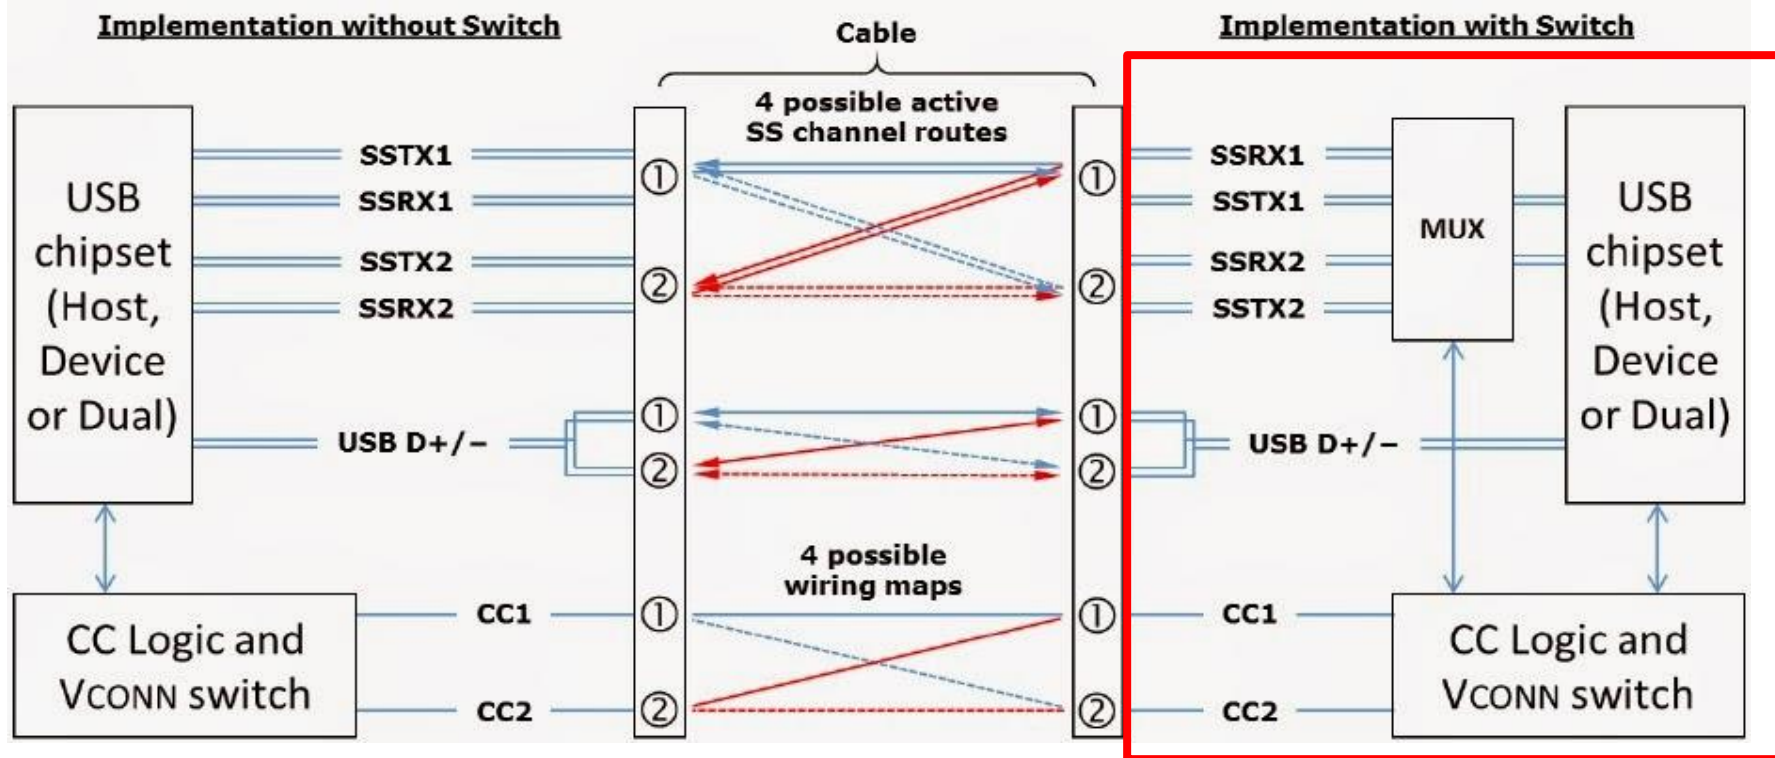 Implementation without Switch
Cable
Implementation with Switch
4 possible active
SS channel routes
USB
chipset
(Host,
Device
or Dual)
SSTX1
SSRX1
SSTX2
SSRX2
USB D+/−
①
②
①
②
①
②
①
②
①
②
①
②
SSRX1
SSTX1
SSRX2
SSTX2
USB D+/−
MUX
USB
chipset
(Host,
Device
or Dual)
4 possible
wiring maps
CC Logic and
VCONN switch
CC1
CC2
CC1
CC2
CC Logic and
VCONN switch